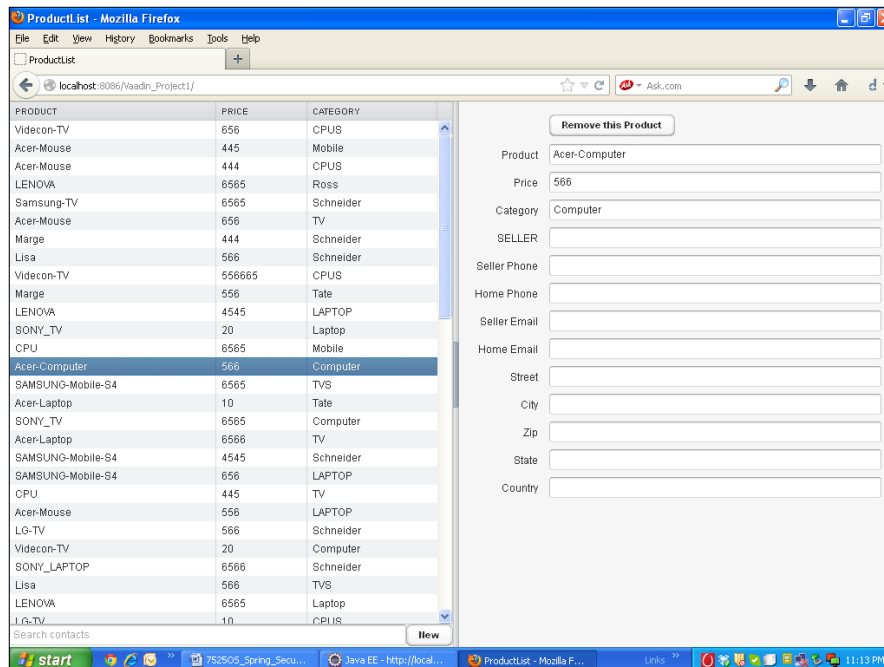 ProductList - Mozilla Firefox
File Edit View History Bookmarks Tools Help
ProductList +
localhost:8086/Vaadin_Project1/ Ask.com
PRODUCT PRICE CATEGORY
Videcon-TV 656 CPUS
Acer-Mouse 445 Mobile
Acer-Mouse 444 CPUS
LENOVA 6565 Ross
Samsung-TV 6565 Schneider
Acer-Mouse 656 TV
Marge 444 Schneider
Lisa 566 Schneider
Videcon-TV 556665 CPUS
Marge 556 Tate
LENOVA 4545 LAPTOP
SONY_TV 20 Laptop
CPU 6565 Mobile
Acer-Computer 566 Computer
SAMSUNG-Mobile-S4 6565 TVS
Acer-Laptop 10 Tate
SONY_TV 6565 Computer
Acer-Laptop 6566 TV
SAMSUNG-Mobile-S4 4545 Schneider
SAMSUNG-Mobile-S4 656 LAPTOP
CPU 445 TV
Acer-Mouse 556 LAPTOP
LG-TV 566 Schneider
Videcon-TV 20 Computer
SONY_LAPTOP 6566 Schneider
Lisa 566 TVS
LENOVA 6565 Laptop
LG-TV 10 CPUS
Search contacts New
Remove this Product
Product Acer-Computer
Price 566
Category Computer
SELLER
Seller Phone
Home Phone
Seller Email
Home Email
Street
City
Zip
State
Country
start 7525OS_Spring_Secu... Java EE - http://local... ProductList - Mozilla F... Links 11:13 PM